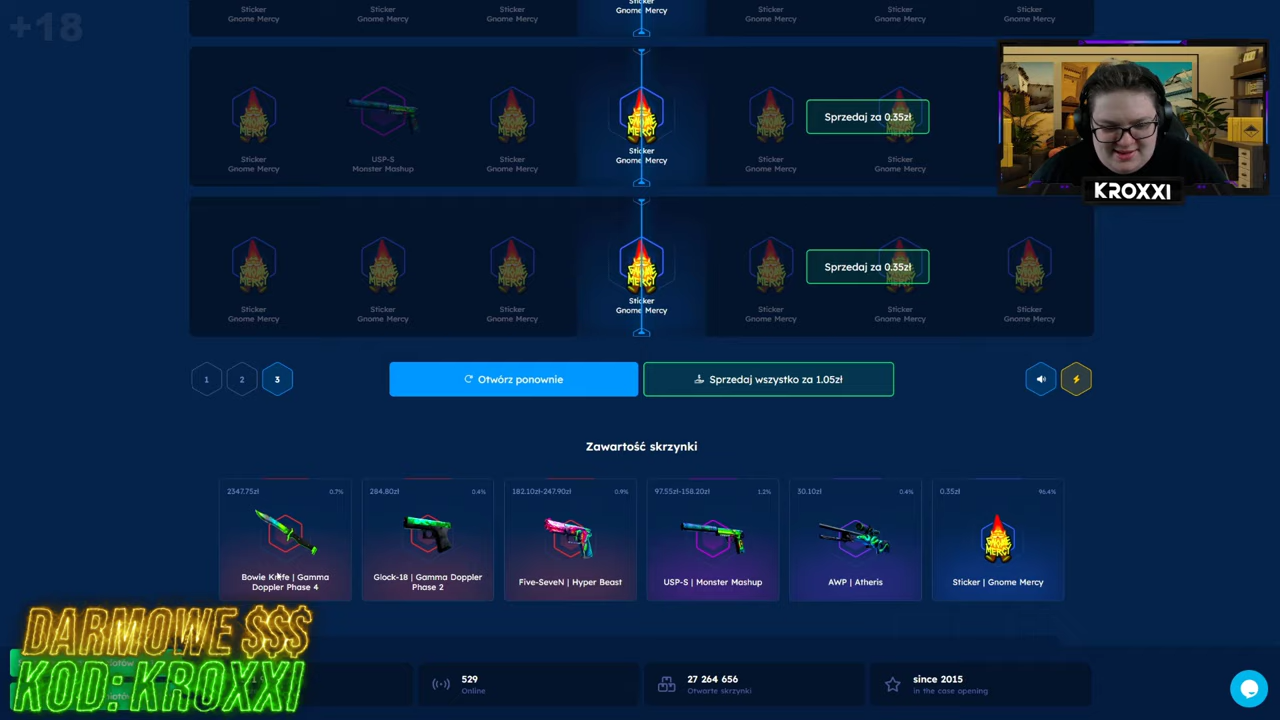 +18
Sticker
Gnome Mercy
Sticker
Gnome Mercy
Sticker
Gnome Mercy
Gnome Mercy
Sticker
Gnome Mercy
Sticker
Gnome Mercy
Sprzedaj za 0.35zł
Sticker
Gnome Mercy
USP-S
Monster Mashup
Sticker
Gnome Mercy
Sticker
Gnome Mercy
Sticker
Gnome Mercy
Sticker
Gnome Mercy
KROXXI
Sprzedaj za 0.35zł
Sticker
Gnome Mercy
Sticker
Gnome Mercy
Sticker
Gnome Mercy
Sticker
Gnome Mercy
Sticker
Gnome Mercy
Sticker
Gnome Mercy
Sticker
Gnome Mercy
1 2 3
Otwórz ponownie
Sprzedaj wszystko za 1.05zł
Zawartość skrzynki
2347.75zł 0.7%
Bowie Knife | Gamma
Doppler Phase 4
284.80zł 0.4%
Glock-18 | Gamma Doppler
Phase 2
182.10zł-247.90zł 0.9%
Five-SeveN | Hyper Beast
97.55zł-158.20zł 1.2%
USP-S | Monster Mashup
30.10zł 0.4%
AWP | Atheris
0.35zł 96.4%
Sticker | Gnome Mercy
DARMOWE $$$
KOD: KROXXI
529
Online
27 264 656
Otwarte skrzynki
since 2015
in the case opening